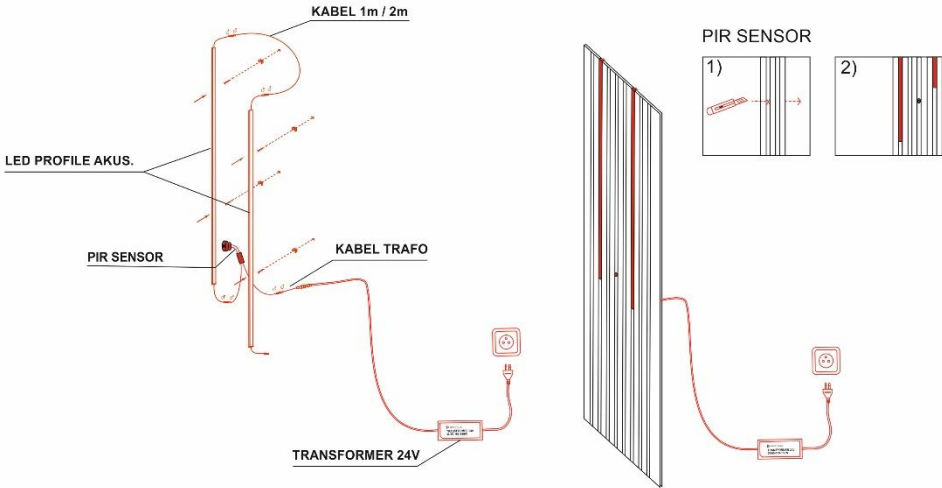 KABEL 1m / 2m
PIR SENSOR
1)
2)
LED PROFILE AKUS.
PIR SENSOR
KABEL TRAFO
TRANSFORMER 24V